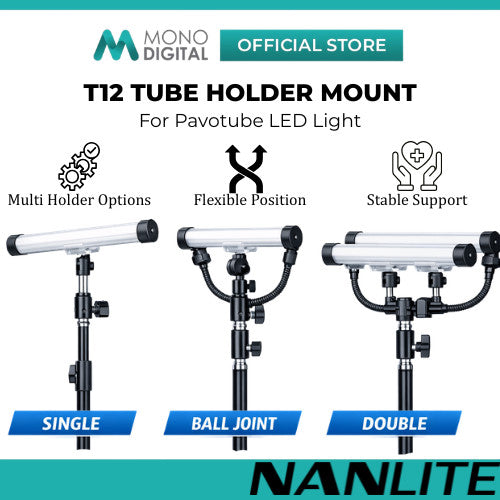 MONO
DIGITAL
OFFICIAL STORE
T12 TUBE HOLDER MOUNT
For Pavotube LED Light
Multi Holder Options
Flexible Position
Stable Support
SINGLE
BALL JOINT
DOUBLE
NANLITE